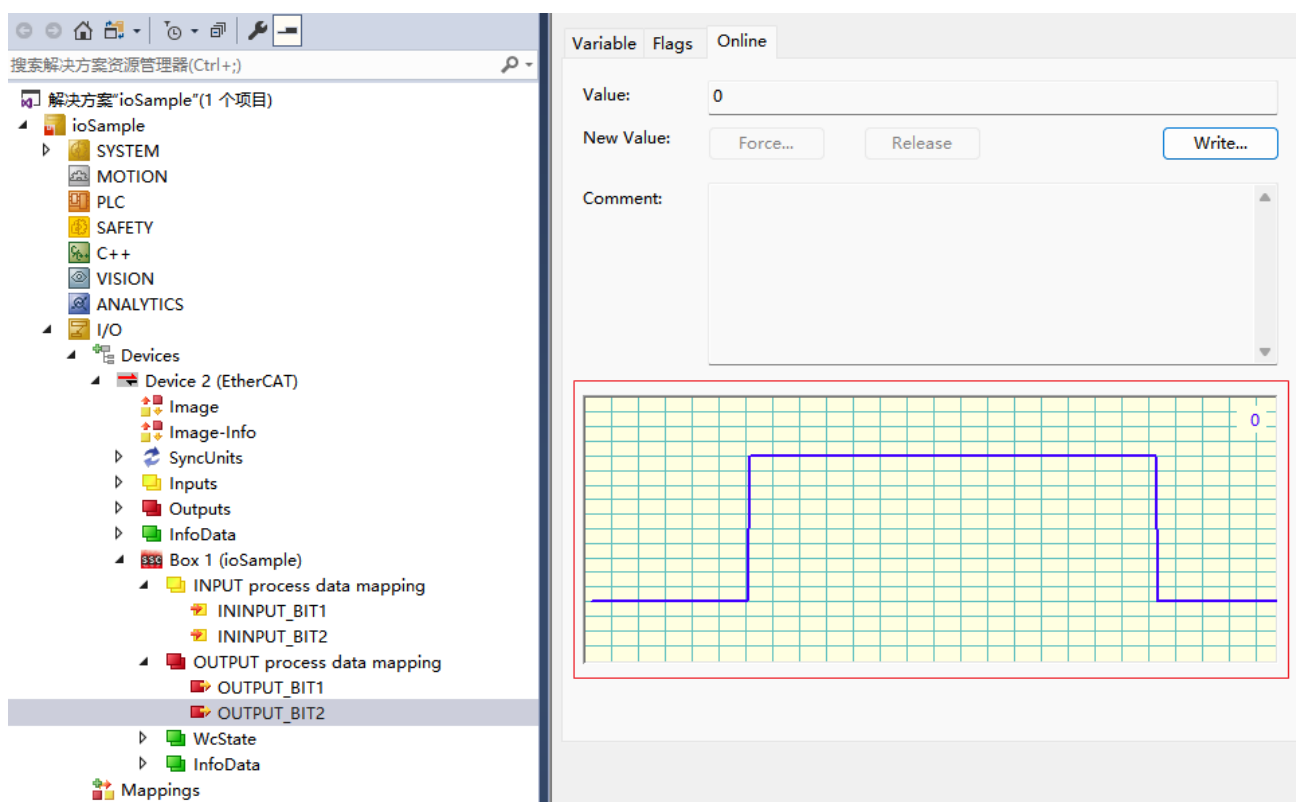 搜索解决方案资源管理器(Ctrl+;)
解决方案"ioSample"(1 个项目)
ioSample
SYSTEM
MOTION
PLC
SAFETY
C++
VISION
ANALYTICS
I/O
Devices
Device 2 (EtherCAT)
Image
Image-Info
SyncUnits
Inputs
Outputs
InfoData
SSC Box 1 (ioSample)
INPUT process data mapping
ININPUT_BIT1
ININPUT_BIT2
OUTPUT process data mapping
OUTPUT_BIT1
OUTPUT_BIT2
WcState
InfoData
Mappings
Variable Flags Online
Value: 0
New Value: Force... Release Write...
Comment:
0